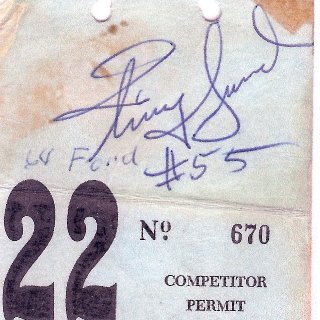 64 Ford
#55
22
No 670
COMPETITOR
PERMIT